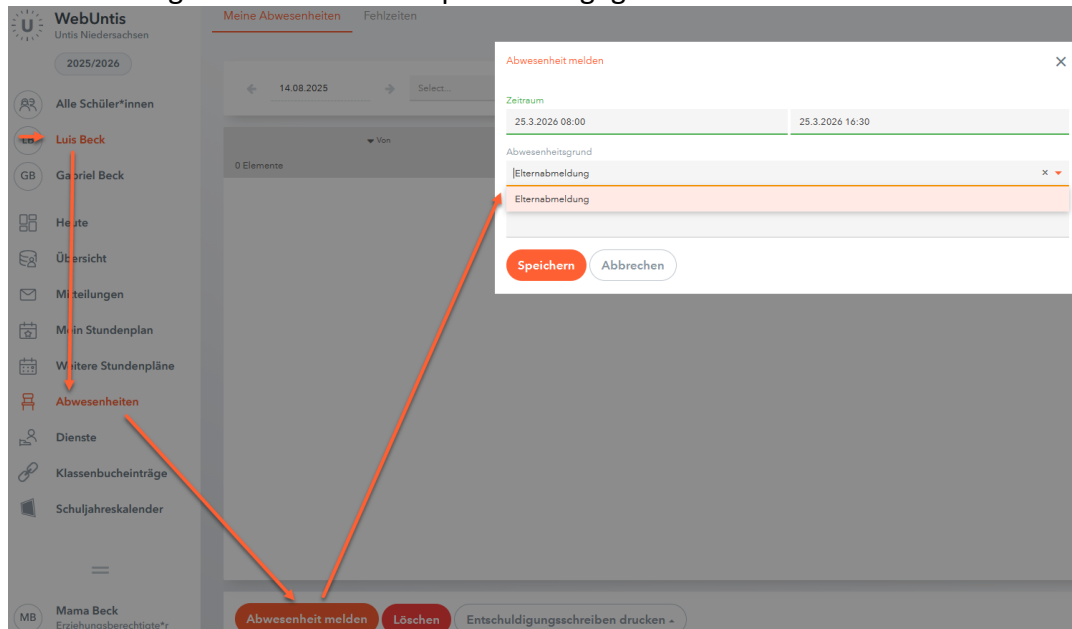 WebUntis
Untis Niedersachsen
2025/2026
Alle Schüler*innen
Luis Beck
GB
Gabriel Beck
Heute
Übersicht
Mitteilungen
Mein Stundenplan
Weitere Stundenpläne
Abwesenheiten
Dienste
Klassenbucheinträge
Schuljahreskalender
MB
Mama Beck
Erziehungsberechtigte*r
Meine Abwesenheiten Fehlzeiten
14.08.2025 Select...
Von
0 Elemente
Abwesenheit melden
Zeitraum
25.3.2026 08:00 25.3.2026 16:30
Abwesenheitsgrund
Elternabmeldung
Elternabmeldung
Speichern Abbrechen
Abwesenheit melden Löschen Entschuldigungsschreiben drucken